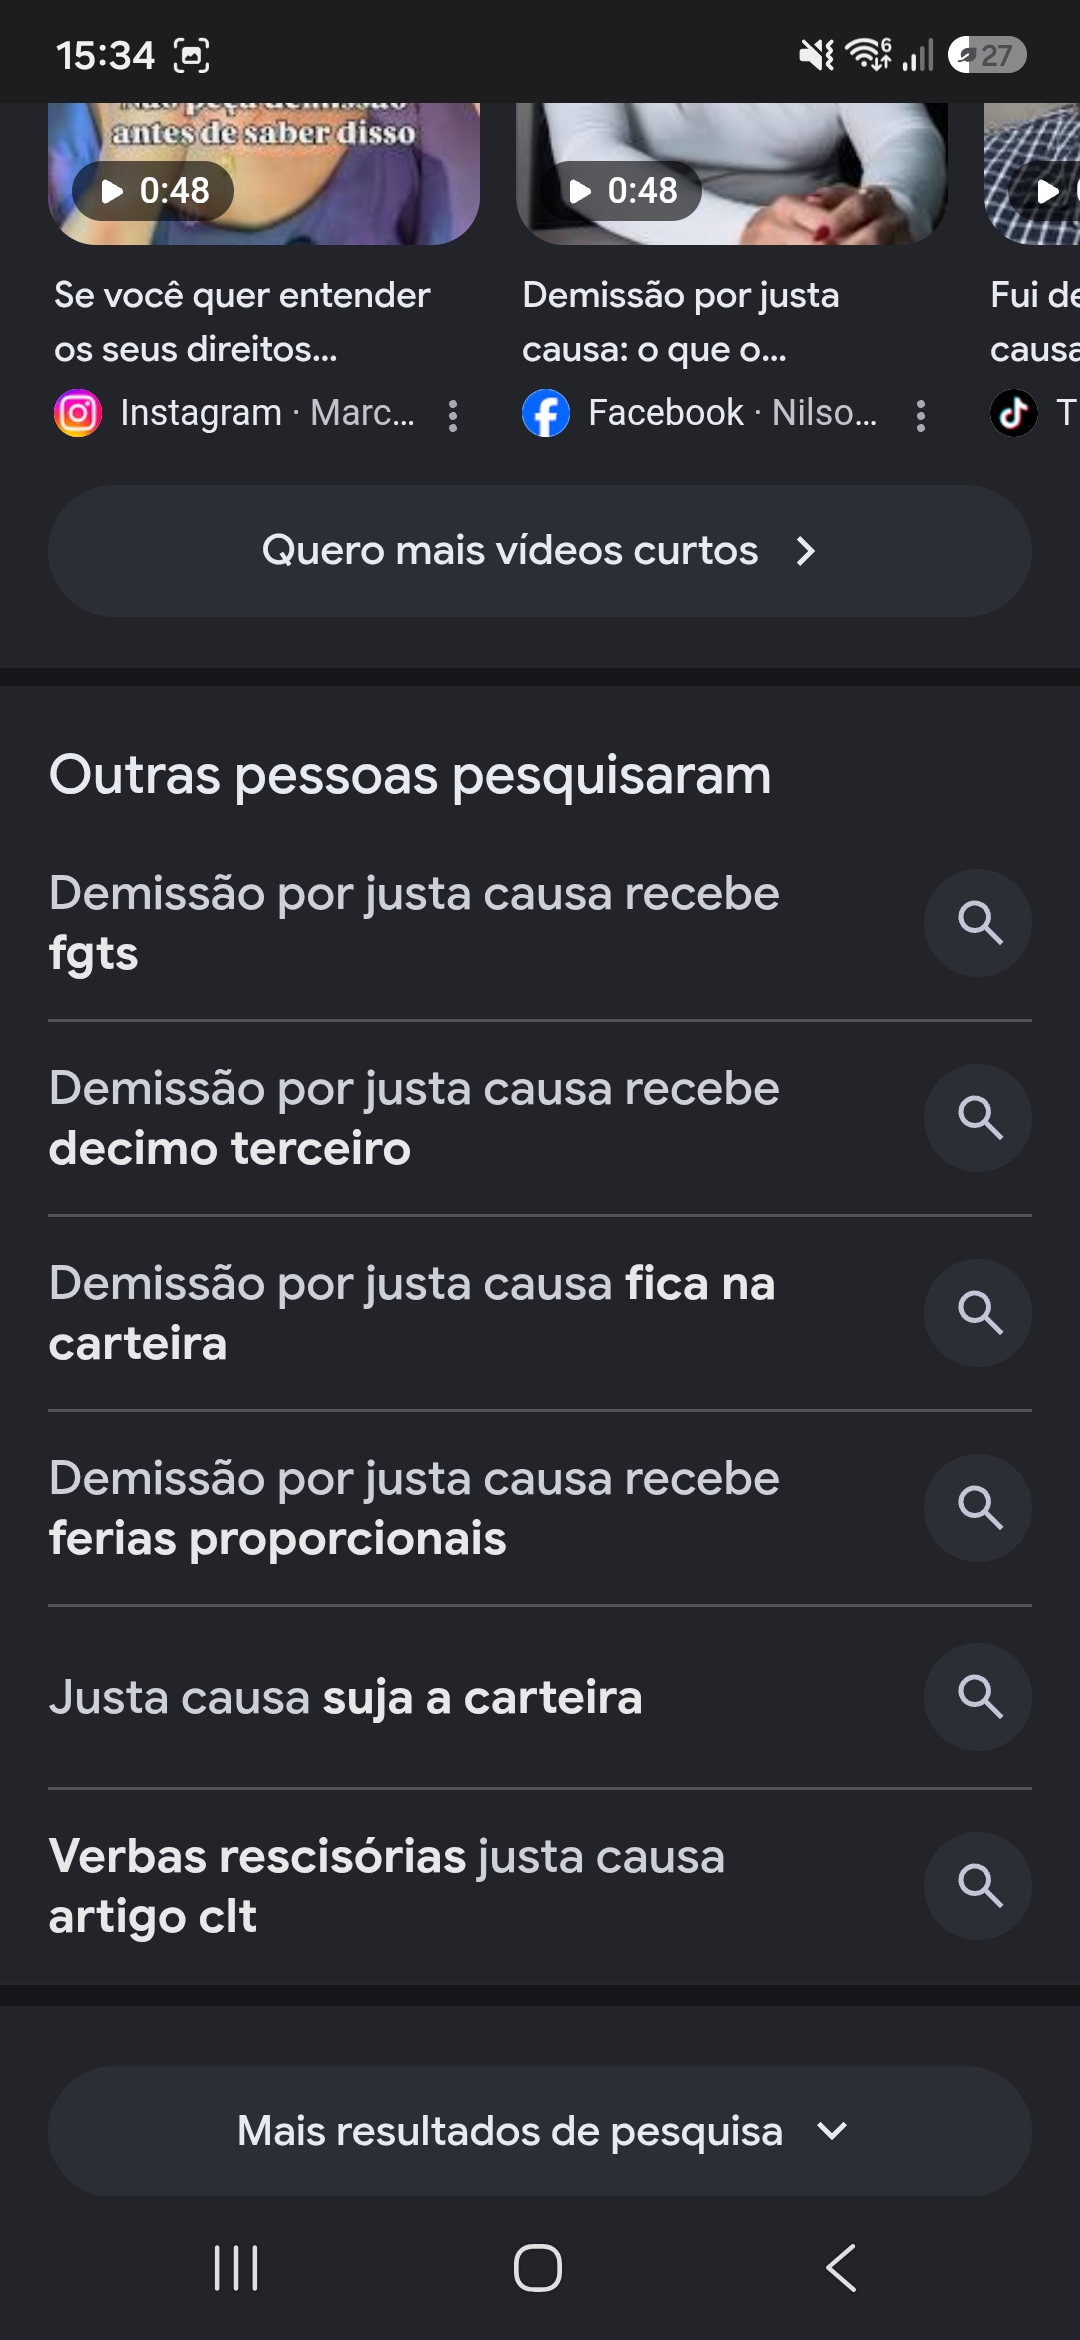 15:34
6
27
antes de saber disso
0:48
0:48
Se você quer entender
os seus direitos...
Demissão por justa
causa: o que o...
Fui de
causa
Instagram · Marc...
Facebook · Nilso...
T
Quero mais vídeos curtos
Outras pessoas pesquisaram
Demissão por justa causa recebe
fgts
Demissão por justa causa recebe
decimo terceiro
Demissão por justa causa fica na
carteira
Demissão por justa causa recebe
ferias proporcionais
Justa causa suja a carteira
Verbas rescisórias justa causa
artigo clt
Mais resultados de pesquisa